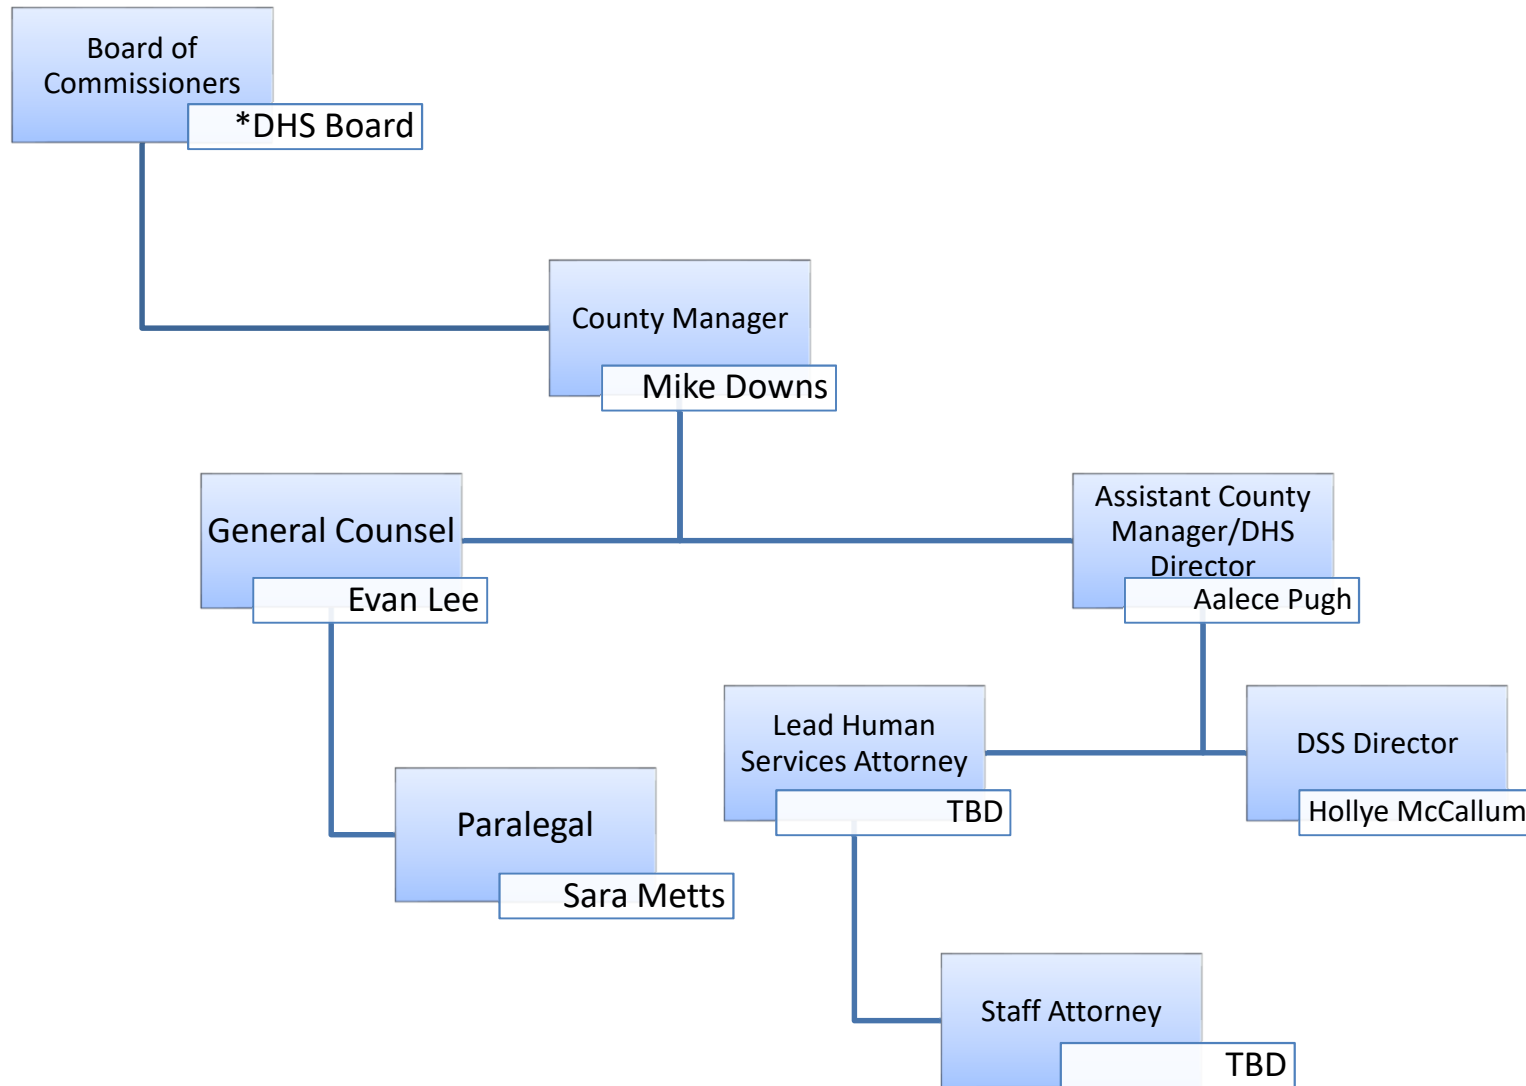 Board of
Commissioners
*DHS Board
County Manager
Mike Downs
General Counsel
Evan Lee
Assistant County
Manager/DHS
Director
Aalece Pugh
Lead Human
Services Attorney
TBD
DSS Director
Hollye McCallum
Paralegal
Sara Metts
Staff Attorney
TBD